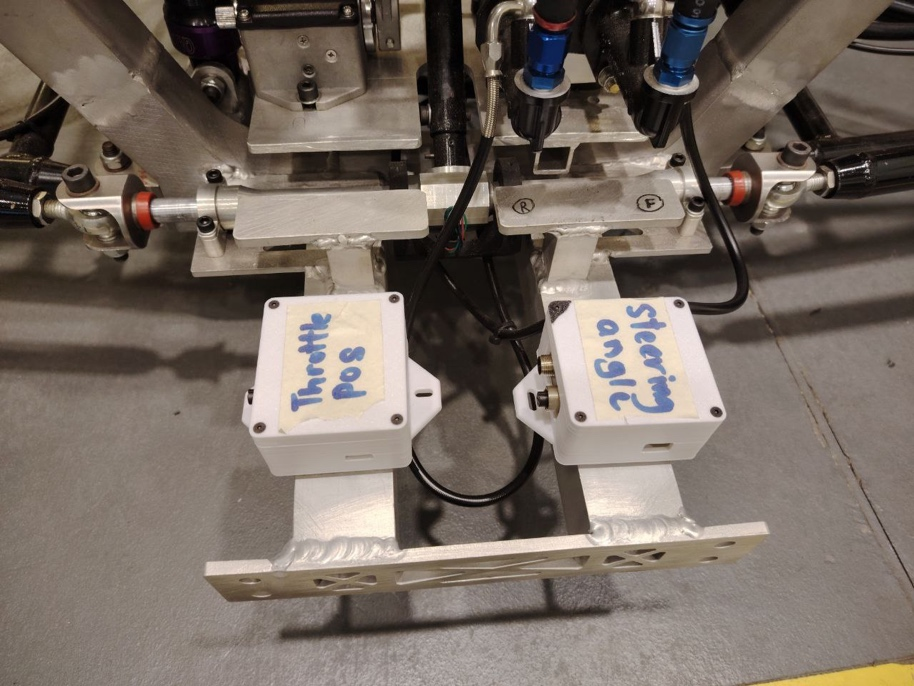 R
F
Throttle
pos
Steering
angle